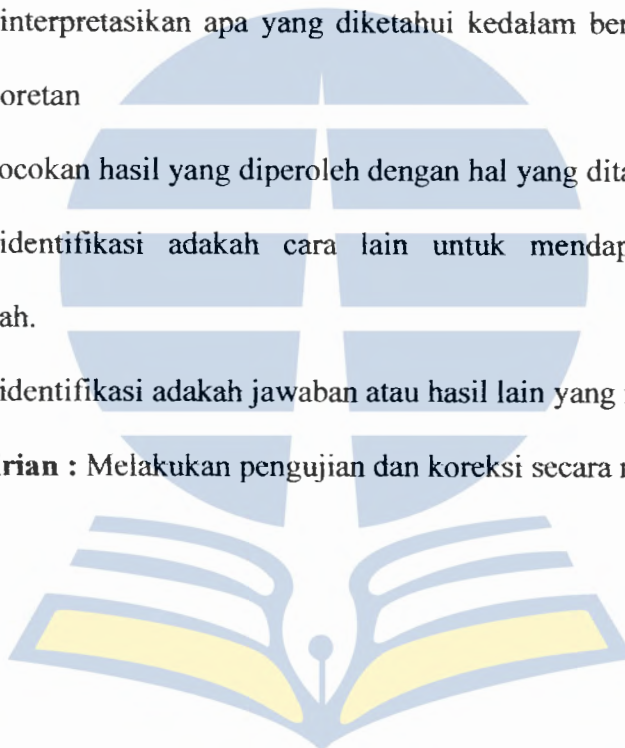 interpretasikan apa yang diketahui kedalam ber
oretan
ocokan hasil yang diperoleh dengan hal yang dita
identifikasi adakah cara lain untuk mendap
ah.
identifikasi adakah jawaban atau hasil lain yang
rian : Melakukan pengujian dan koreksi secara